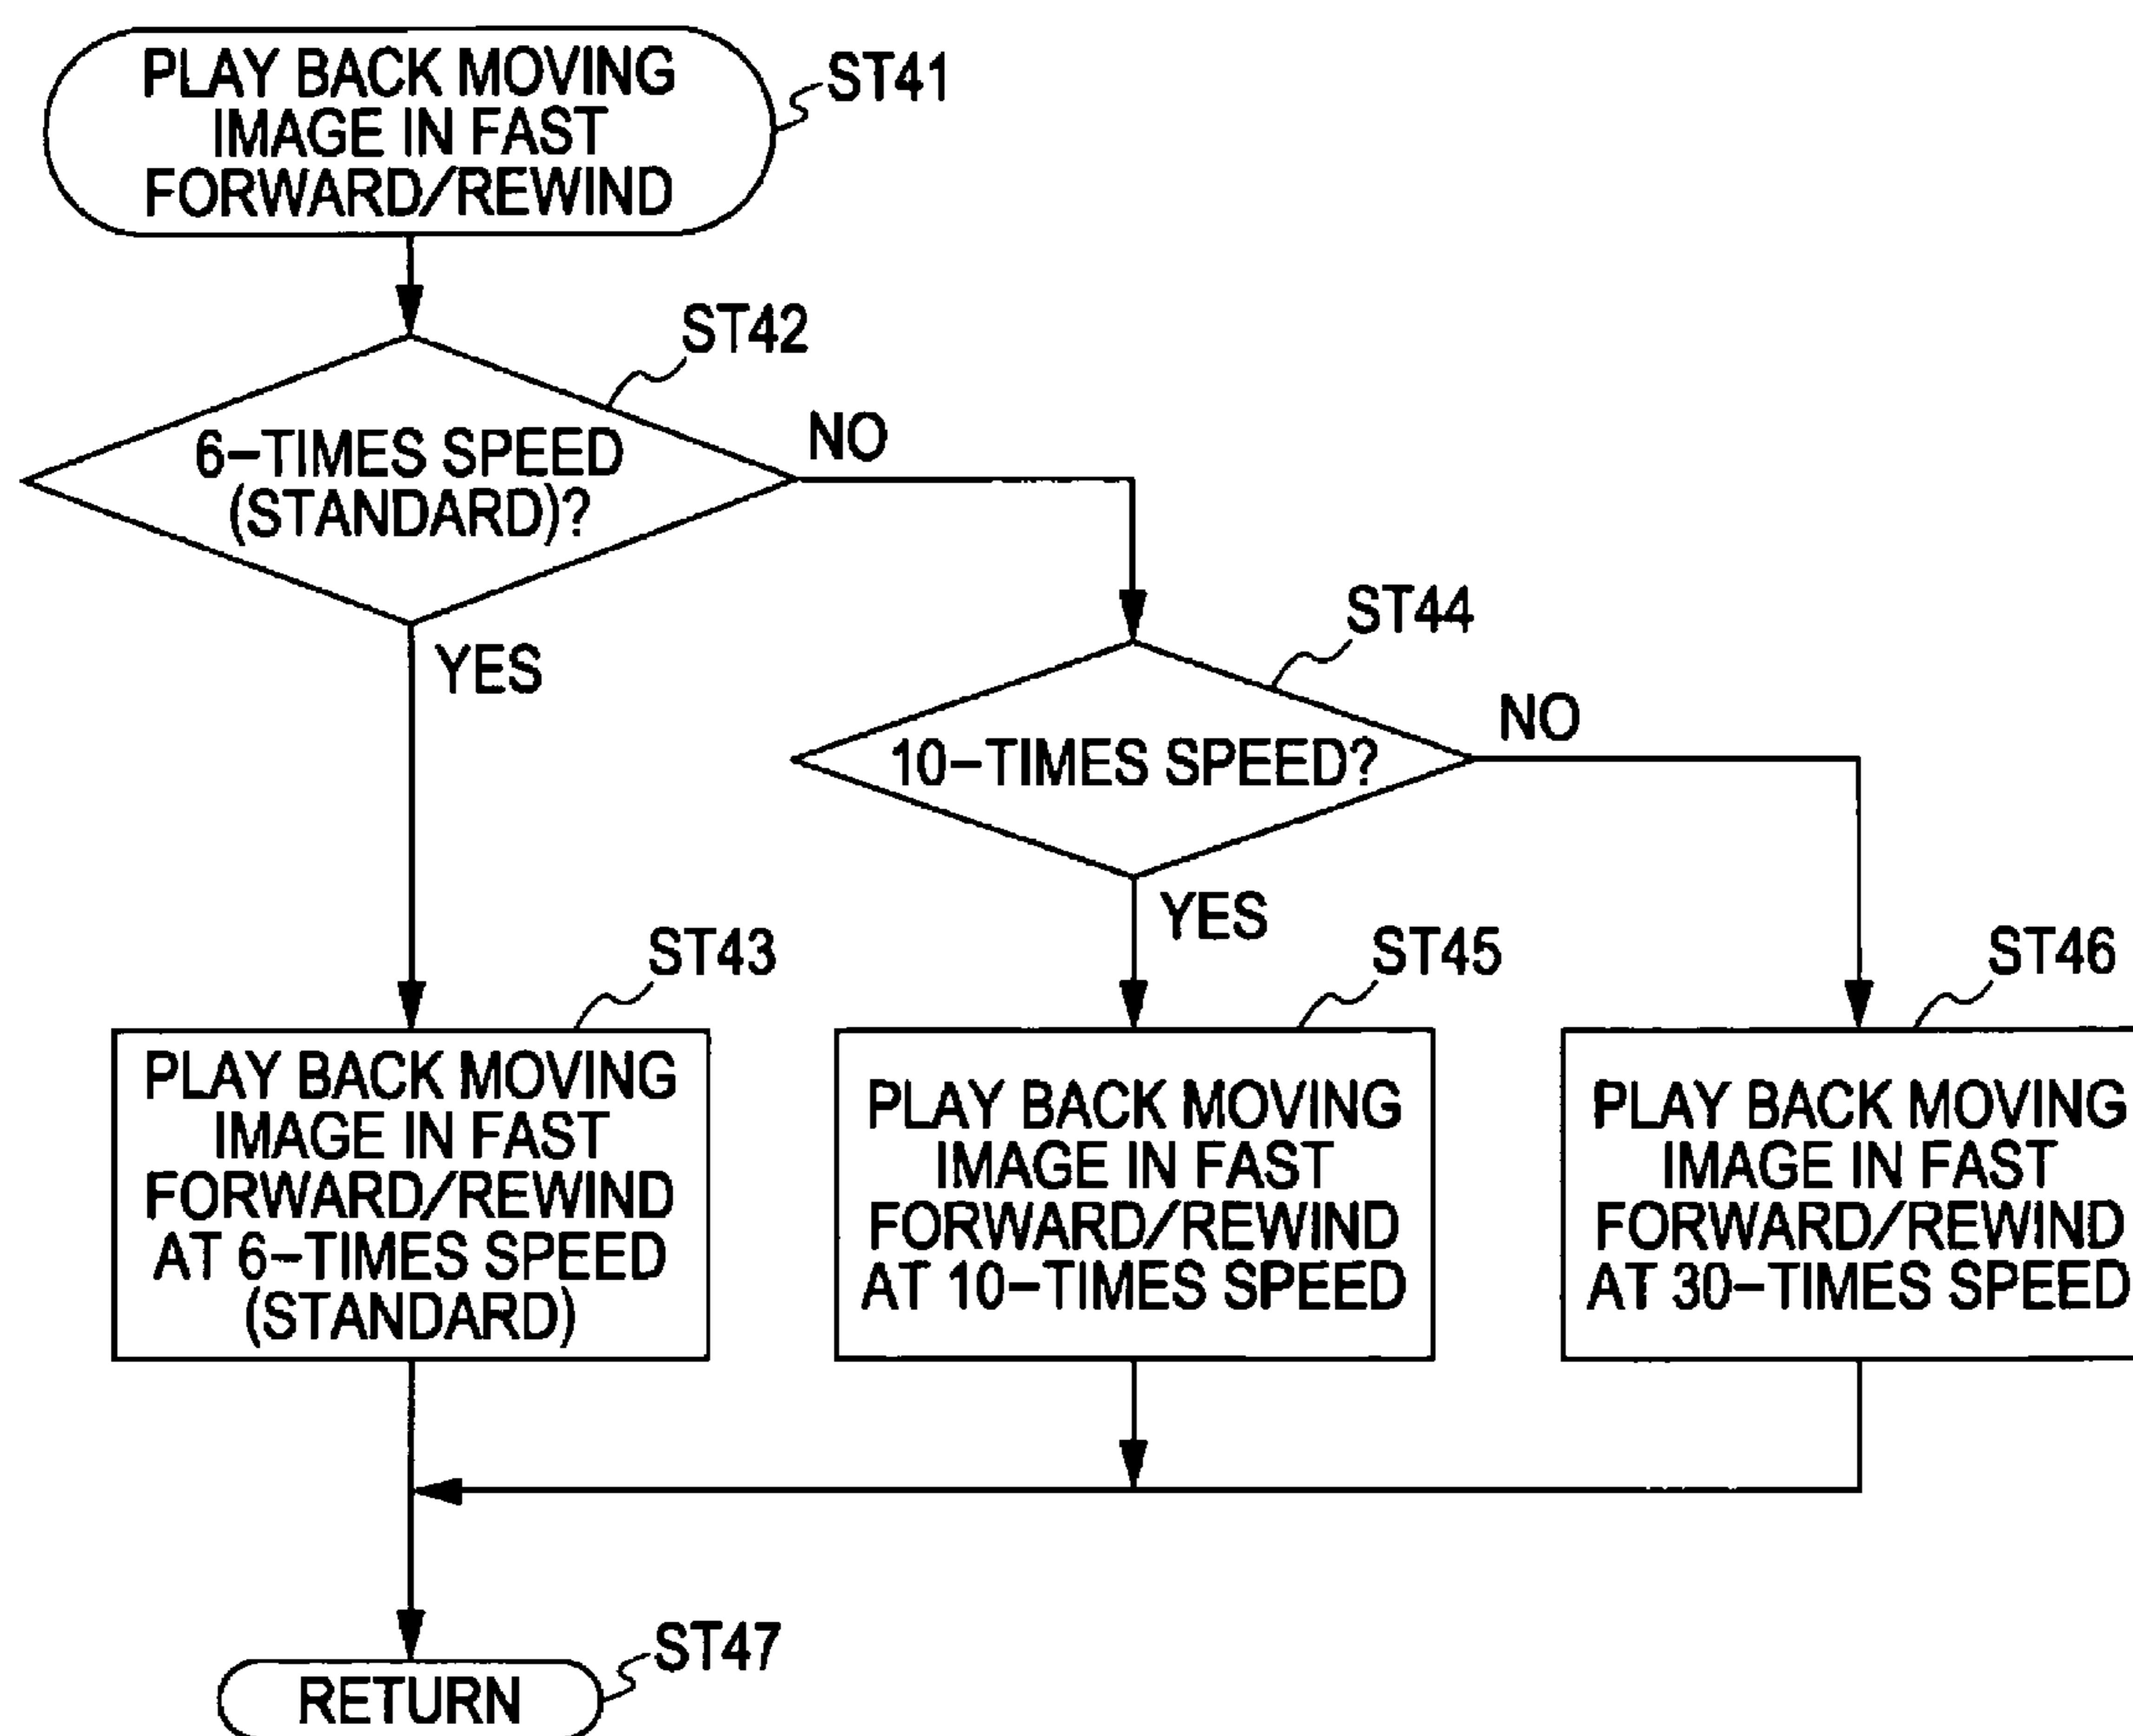 PLAY BACK MOVING
IMAGE IN FAST
FORWARD/REWIND
ST41
ST42
6-TIMES SPEED
(STANDARD)?
NO
YES
ST44
10-TIMES SPEED?
NO
YES
ST43
PLAY BACK MOVING
IMAGE IN FAST
FORWARD/REWIND
AT 6-TIMES SPEED
(STANDARD)
ST45
PLAY BACK MOVING
IMAGE IN FAST
FORWARD/REWIND
AT 10-TIMES SPEED
ST46
PLAY BACK MOVING
IMAGE IN FAST
FORWARD/REWIND
AT 30-TIMES SPEED
ST47
RETURN